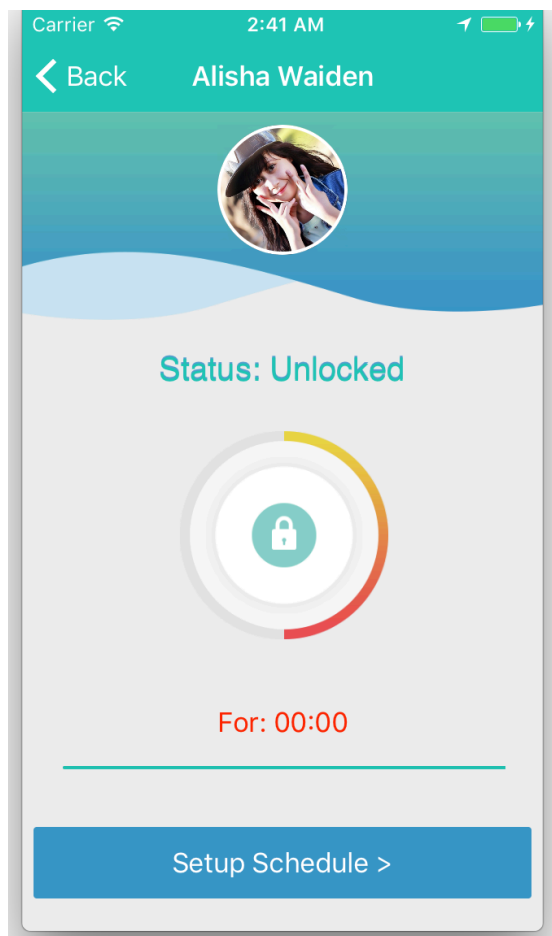 Carrier 2:41 AM
Back Alisha Waiden
Status: Unlocked
For: 00:00
Setup Schedule >